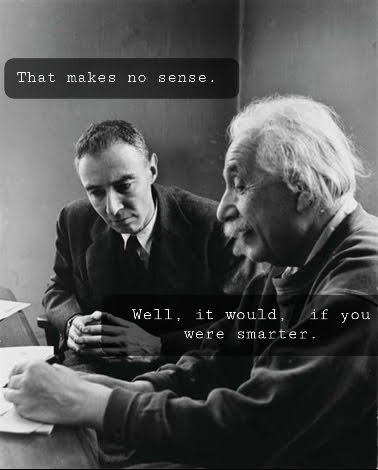 That makes no sense.
Well, it would, if you
were smarter.